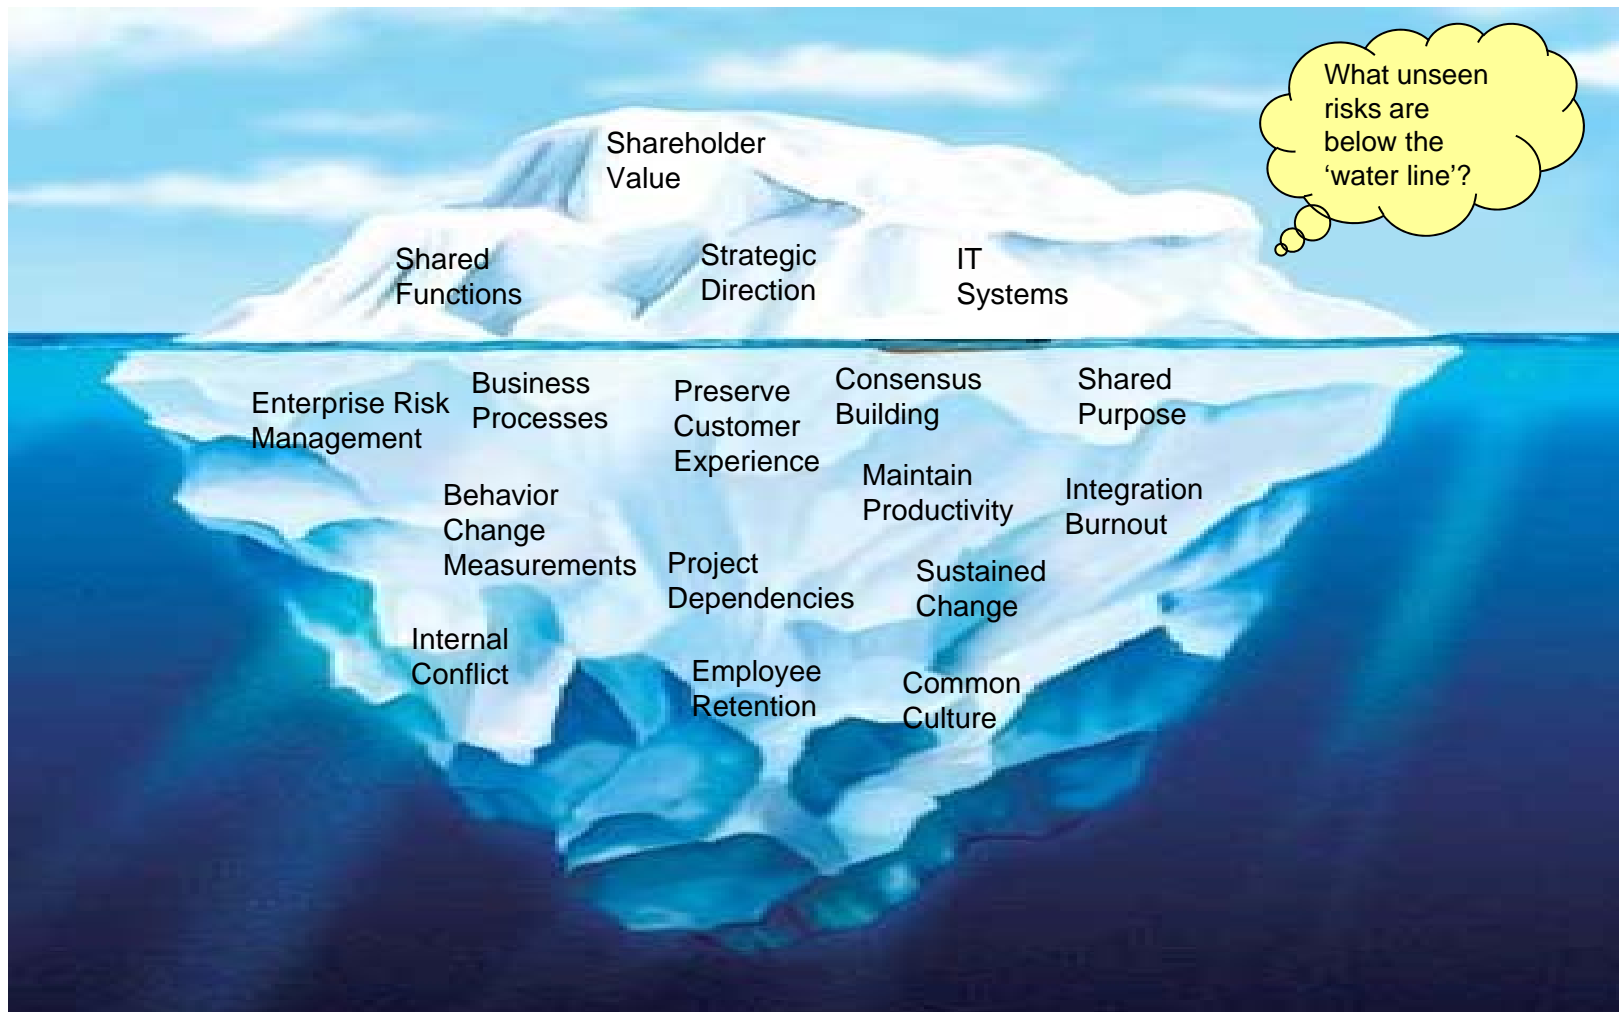 What unseen
risks are
below the
‘water line’?
Shareholder
Value
Shared
Functions
Strategic
Direction
IT
Systems
Enterprise Risk
Management
Business
Processes
Preserve
Customer
Experience
Consensus
Building
Shared
Purpose
Behavior
Change
Measurements
Maintain
Productivity
Integration
Burnout
Project
Dependencies
Sustained
Change
Internal
Conflict
Employee
Retention
Common
Culture